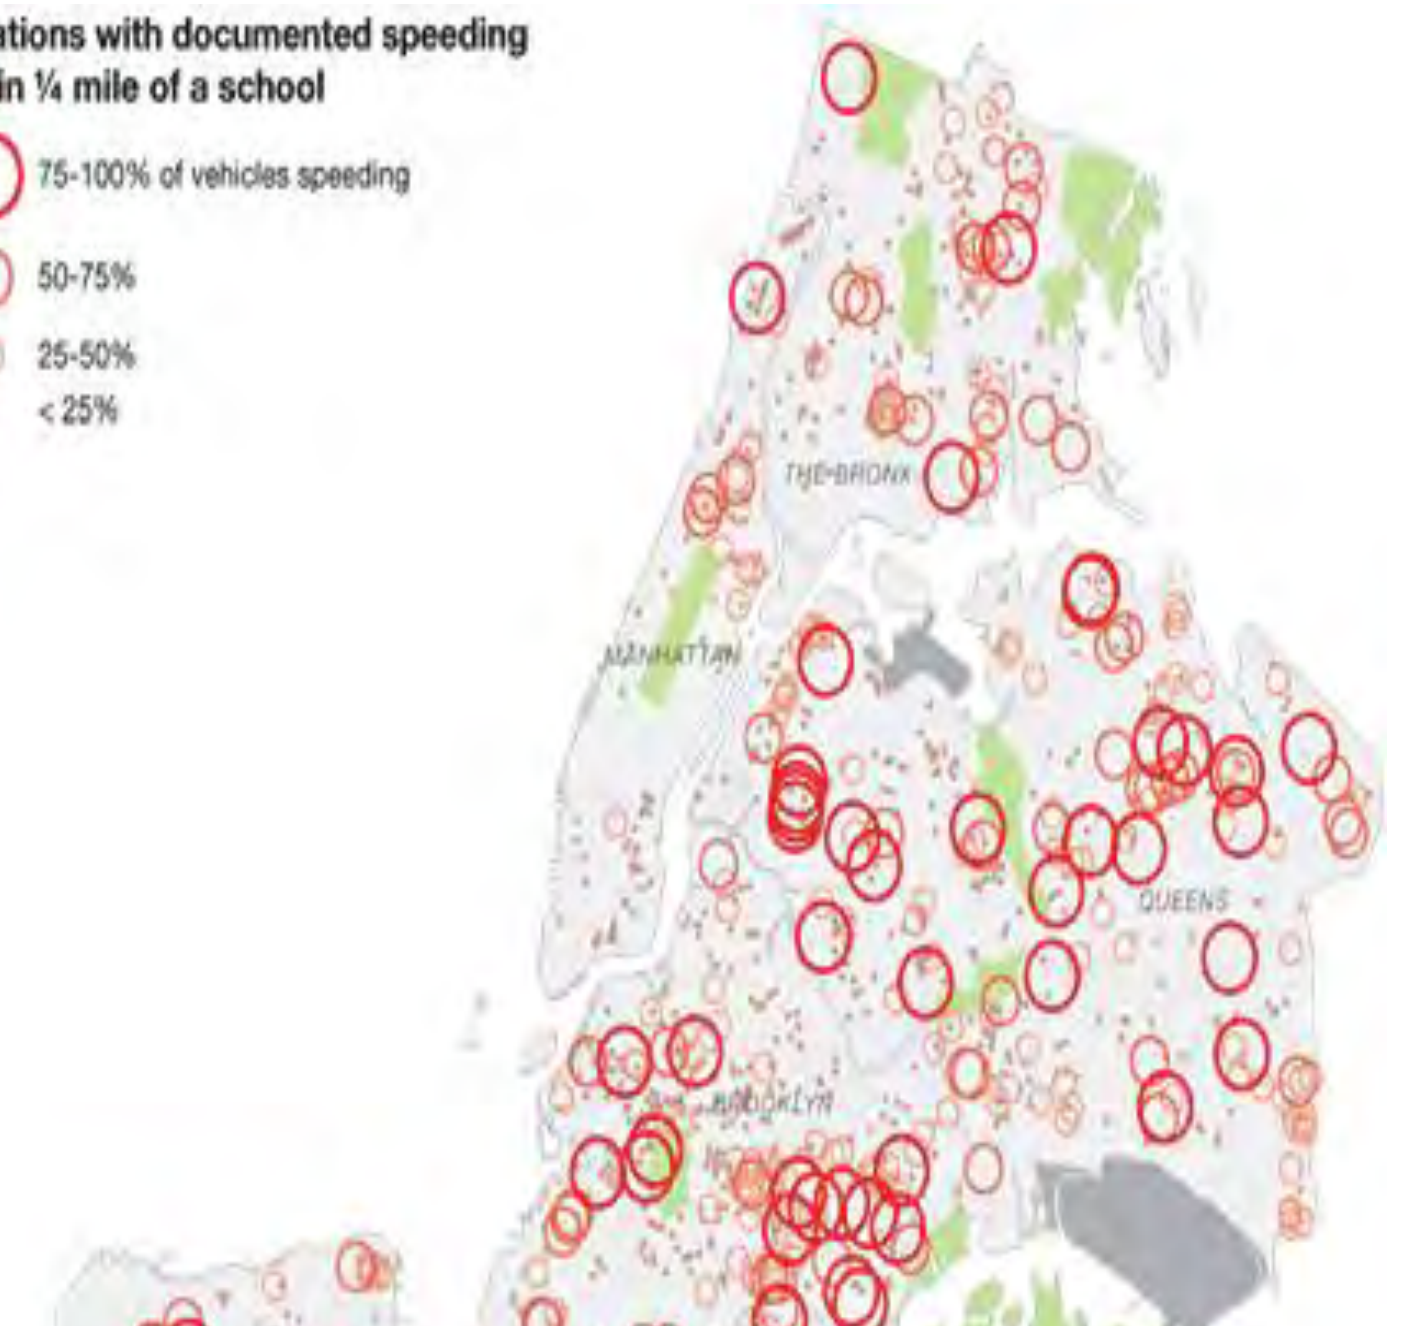 ations with documented speeding
in ¼ mile of a school
75-100% of vehicles speeding
50-75%
25-50%
< 25%
THE BRONX
MANHATTAN
QUEENS
BROOKLYN